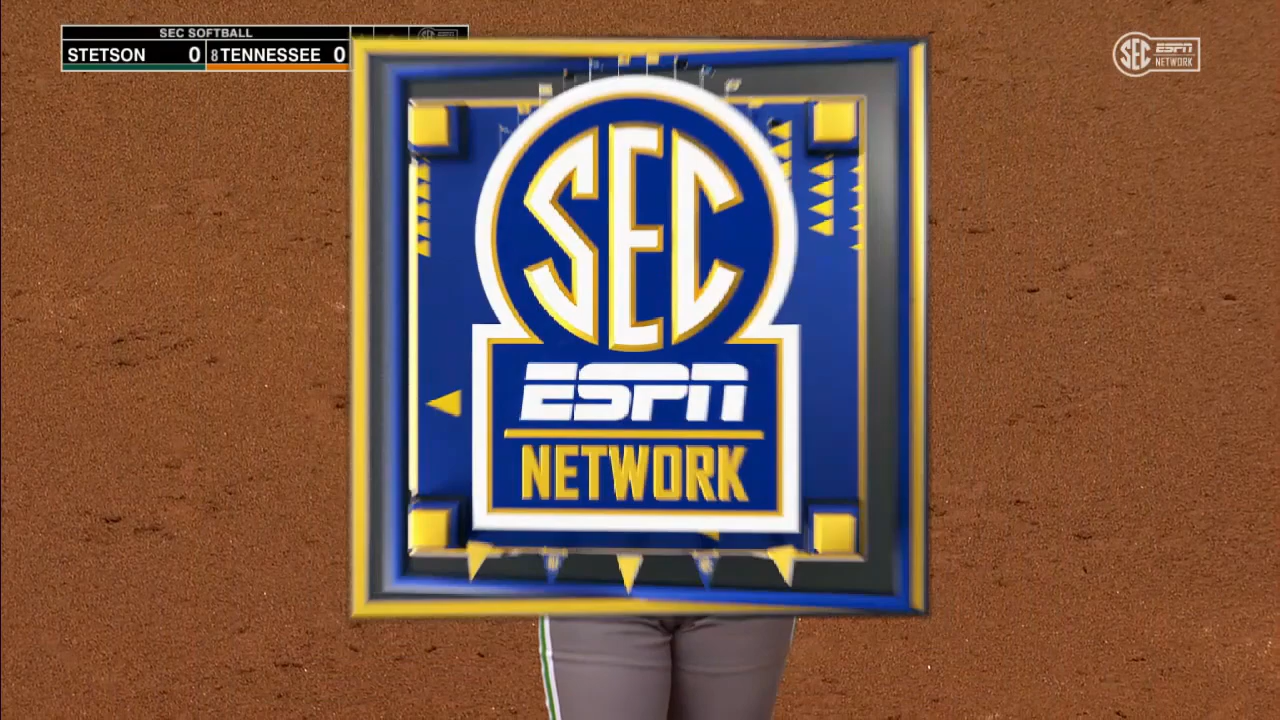 SEC SOFTBALL
STETSON 0 8 TENNESSEE 0
SEC ESPN
NETWORK
SEC
ESPN
NETWORK